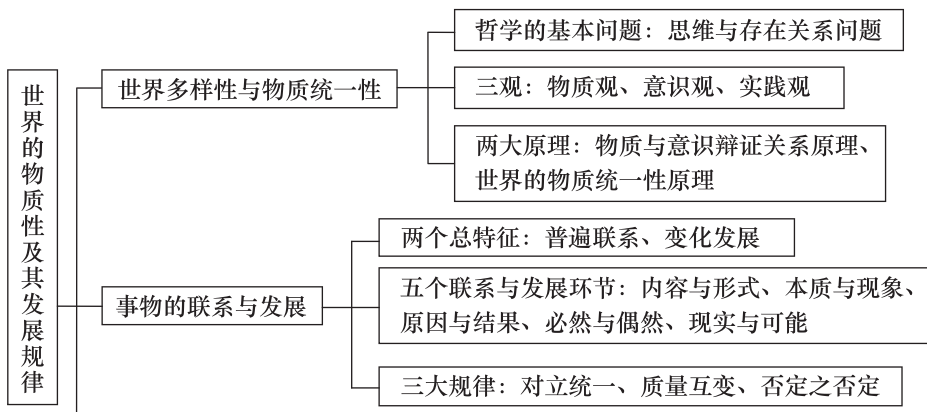 世界的物质性及其发展规律
世界多样性与物质统一性
哲学的基本问题：思维与存在关系问题
三观：物质观、意识观、实践观
两大原理：物质与意识辩证关系原理、
世界的物质统一性原理
事物的联系与发展
两个总特征：普遍联系、变化发展
五个联系与发展环节：内容与形式、本质与现象、
原因与结果、必然与偶然、现实与可能
三大规律：对立统一、质量互变、否定之否定